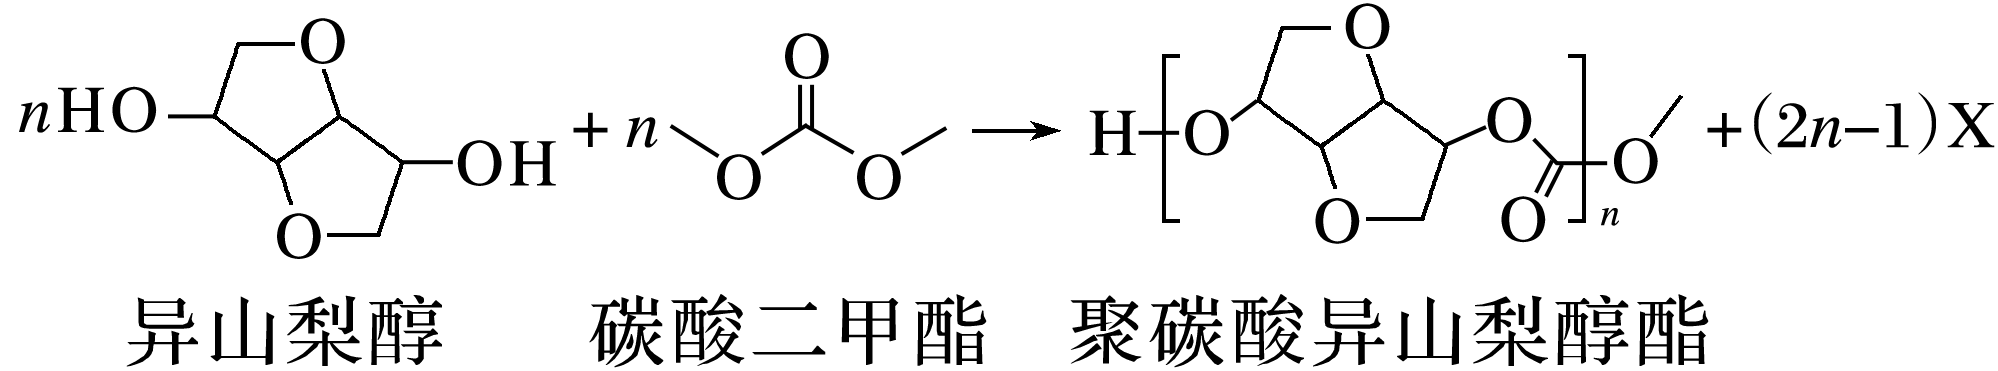 O O O
nHO OH + n O O H O O O + (2n−1)X
O O O n
异山梨醇 碳酸二甲酯 聚碳酸异山梨醇酯